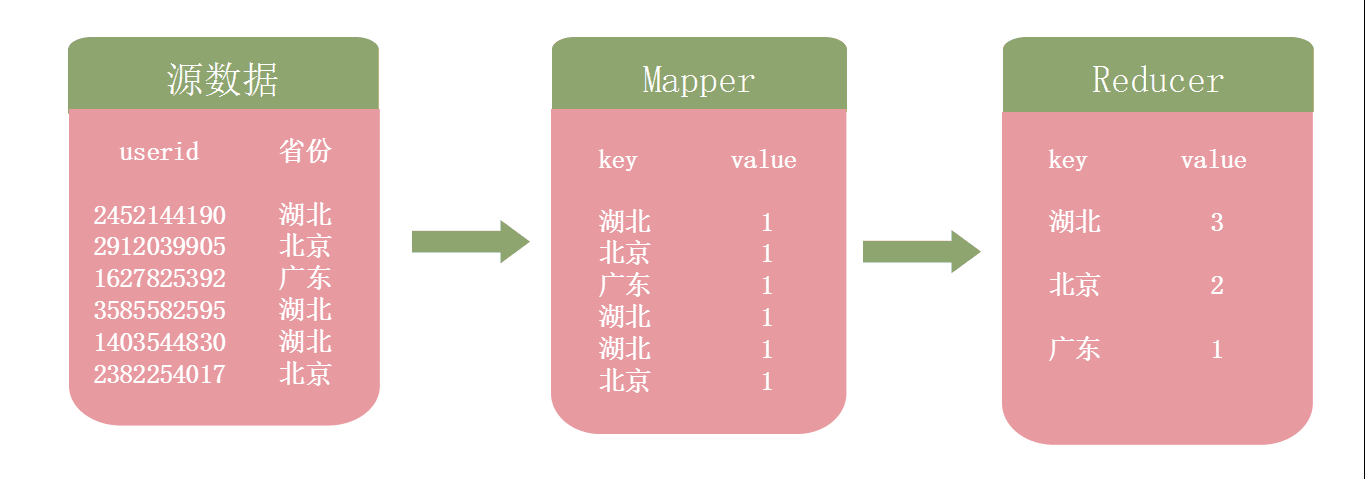 源数据
userid 省份
2452144190 湖北
2912039905 北京
1627825392 广东
3585582595 湖北
1403544830 湖北
2382254017 北京
Mapper
key value
湖北 1
北京 1
广东 1
湖北 1
湖北 1
北京 1
Reducer
key value
湖北 3
北京 2
广东 1